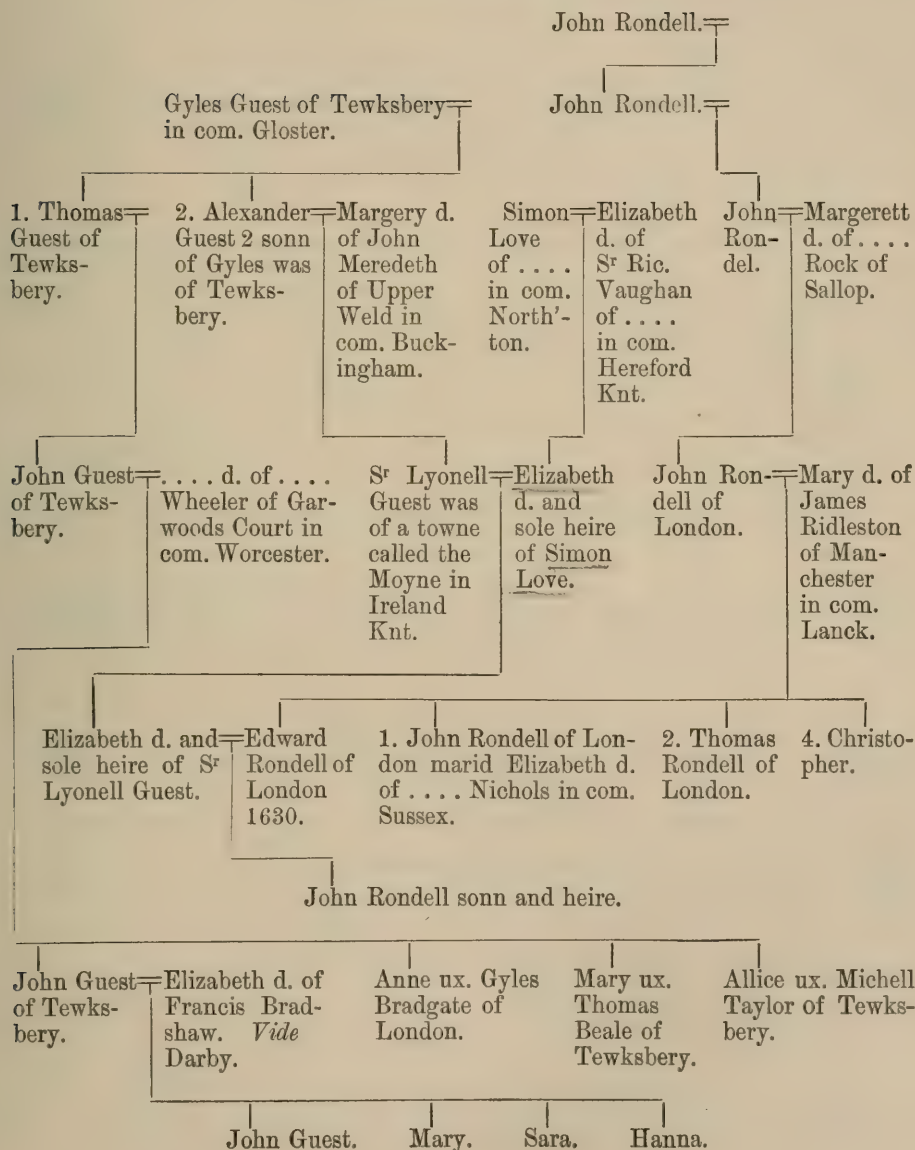 John Rondell.
Gyles Guest of Tewksbery
in com. Gloster.
John Rondell.
1. Thomas
Guest of
Tewks-
bery.
2. Alexander
Guest 2 sonn
of Gyles was
of Tewks-
bery.
Margery d.
of John
Meredeth
of Upper
Weld in
com. Buck-
ingham.
Simon
Love
of . . . .
in com.
North'-
ton.
Elizabeth
d. of
Sr Ric.
Vaughan
of . . . .
in com.
Hereford
Knt.
John
Ron-
del.
Margerett
d. of . . . .
Rock of
Sallop.
John Guest
of Tewks-
bery.
. . . . d. of . . . .
Wheeler of Gar-
woods Court in
com. Worcester.
Sr Lyonell
Guest was
of a towne
called the
Moyne in
Ireland
Knt.
Elizabeth
d. and
sole heire
of Simon
Love.
John Ron-
dell of
London.
Mary d. of
James
Ridleston
of Man-
chester
in com.
Lanck.
Elizabeth d. and
sole heire of Sr
Lyonell Guest.
Edward
Rondell of
London
1630.
1. John Rondell of Lon-
don marid Elizabeth d.
of . . . . Nichols in com.
Sussex.
2. Thomas
Rondell of
London.
4. Christo-
pher.
John Rondell sonn and heire.
John Guest
of Tewks-
bery.
Elizabeth d. of
Francis Brad-
shaw. Vide
Darby.
Anne ux. Gyles
Bradgate of
London.
Mary ux.
Thomas
Beale of
Tewksbery.
Allice ux. Michell
Taylor of Tewks-
bery.
John Guest.
Mary.
Sara.
Hanna.